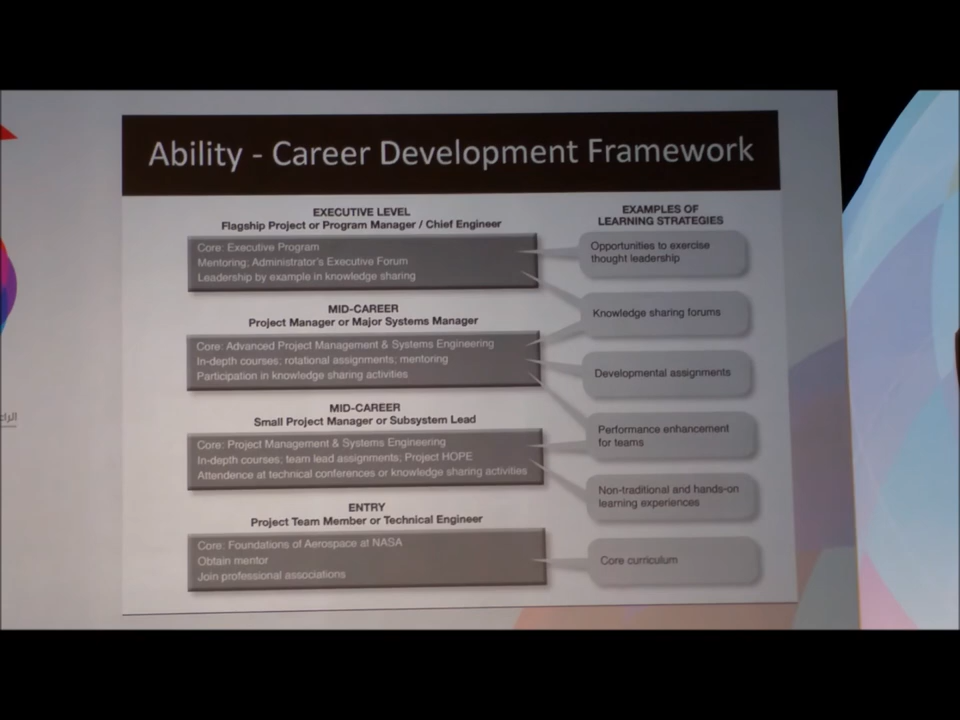 Ability - Career Development Framework
EXECUTIVE LEVEL
Flagship Project or Program Manager / Chief Engineer
Core: Executive Program
Mentoring; Administrator's Executive Forum
Leadership by example in knowledge sharing
MID-CAREER
Project Manager or Major Systems Manager
Core: Advanced Project Management & Systems Engineering
In-depth courses; rotational assignments; mentoring
Participation in knowledge sharing activities
MID-CAREER
Small Project Manager or Subsystem Lead
Core: Project Management & Systems Engineering
In-depth courses; team lead assignments; Project HOPE
Attendence at technical conferences or knowledge sharing activities
ENTRY
Project Team Member or Technical Engineer
Core: Foundations of Aerospace at NASA
Obtain mentor
Join professional associations
EXAMPLES OF
LEARNING STRATEGIES
Opportunities to exercise
thought leadership
Knowledge sharing forums
Developmental assignments
Performance enhancement
for teams
Non-traditional and hands-on
learning experiences
Core curriculum